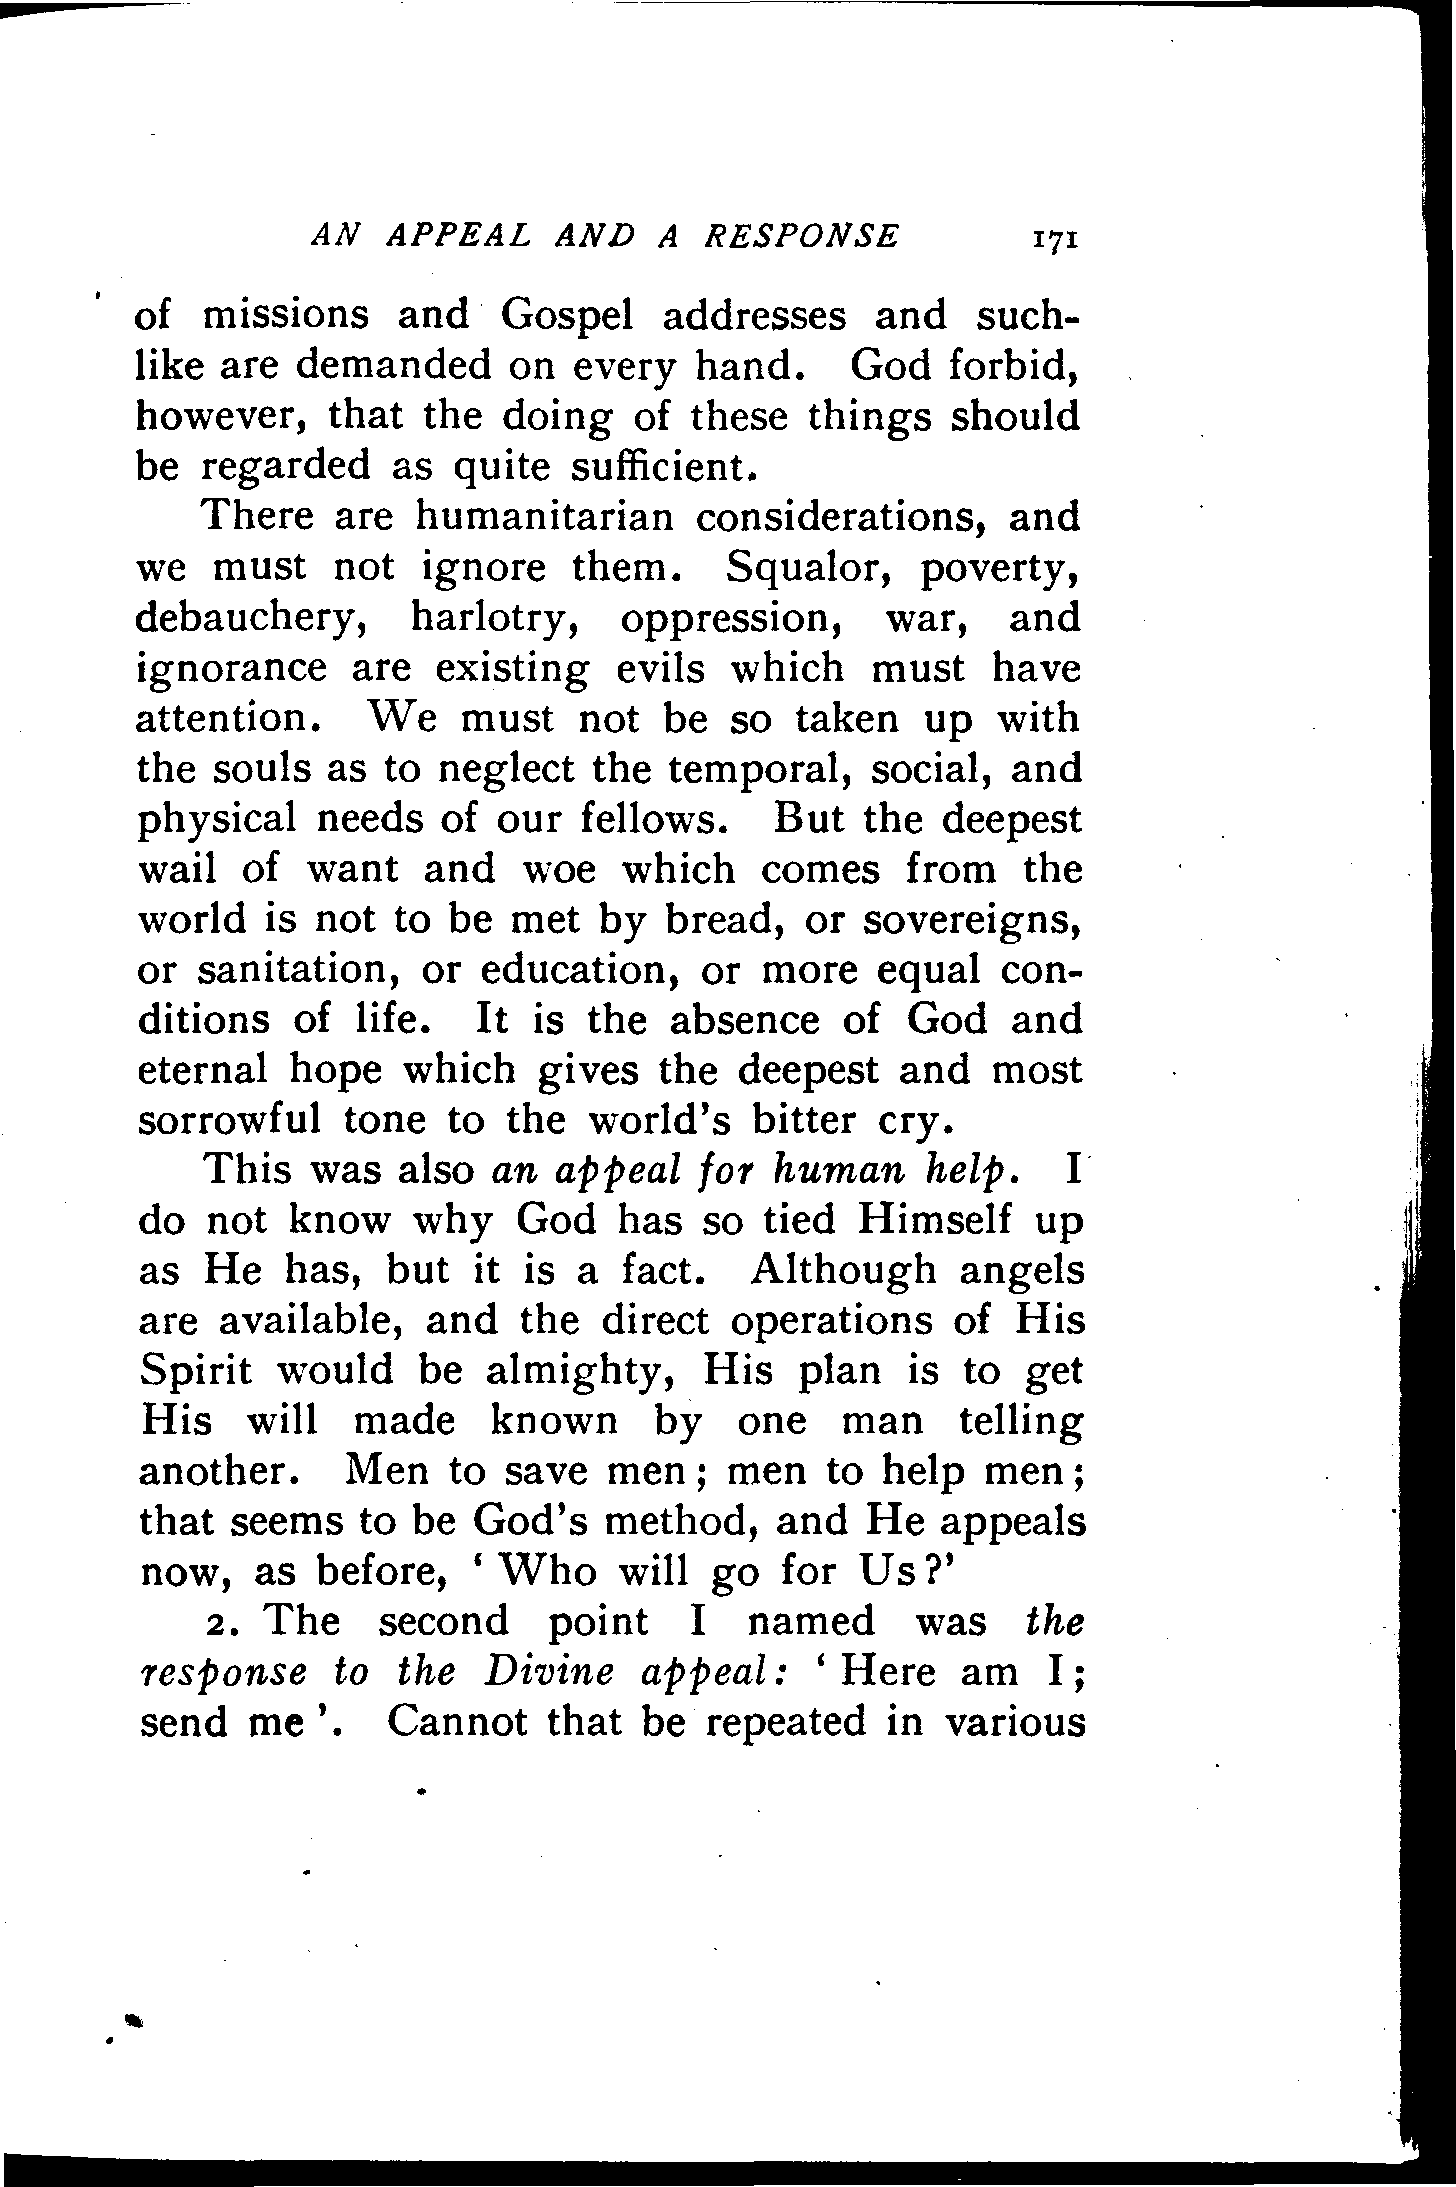 AN APPEAL AND A RESPONSE 171
of missions and Gospel addresses and such-
like are demanded on every hand. God forbid,
however, that the doing of these things should
be regarded as quite sufficient.
There are humanitarian considerations, and
we must not ignore them. Squalor, poverty,
debauchery, harlotry, oppression, war, and
ignorance are existing evils which must have
attention. We must not be so taken up with
the souls as to neglect the temporal, social, and
physical needs of our fellows. But the deepest
wail of want and woe which comes from the
world is not to be met by bread, or sovereigns,
or sanitation, or education, or more equal con-
ditions of life. It is the absence of God and
eternal hope which gives the deepest and most
sorrowful tone to the world's bitter cry.
This was also an appeal for human help. I
do not know why God has so tied Himself up
as He has, but it is a fact. Although angels
are available, and the direct operations of His
Spirit would be almighty, His plan is to get
His will made known by one man telling
another. Men to save men; men to help men;
that seems to be God's method, and He appeals
now, as before, ‘ Who will go for Us?’
2. The second point I named was the
response to the Divine appeal: ‘ Here am I;
send me ’. Cannot that be repeated in various